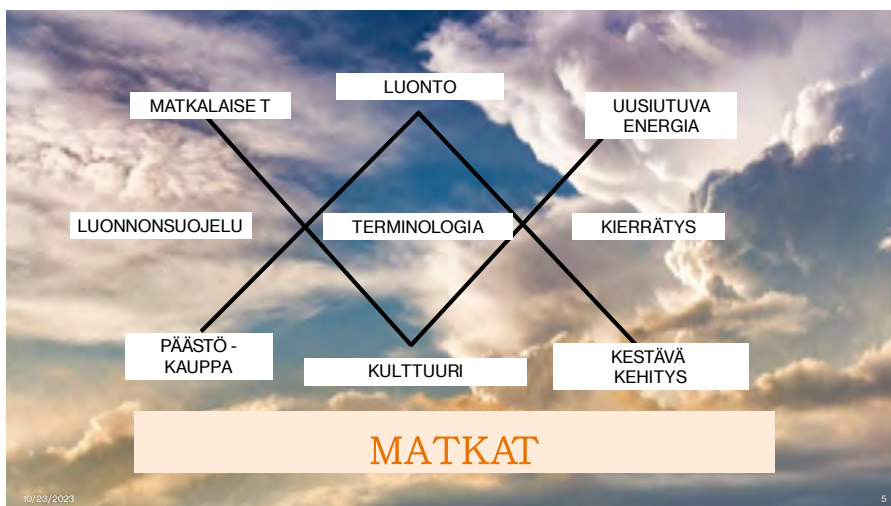 LUONTO
MATKALAISE T
UUSIUTUVA
ENERGIA
LUONNONSUOJELU
TERMINOLOGIA
KIERRÄTYS
PÄÄSTÖ -
KAUPPA
KULTTUURI
KESTÄVÄ
KEHITYS
MATKAT
10/23/2023
5